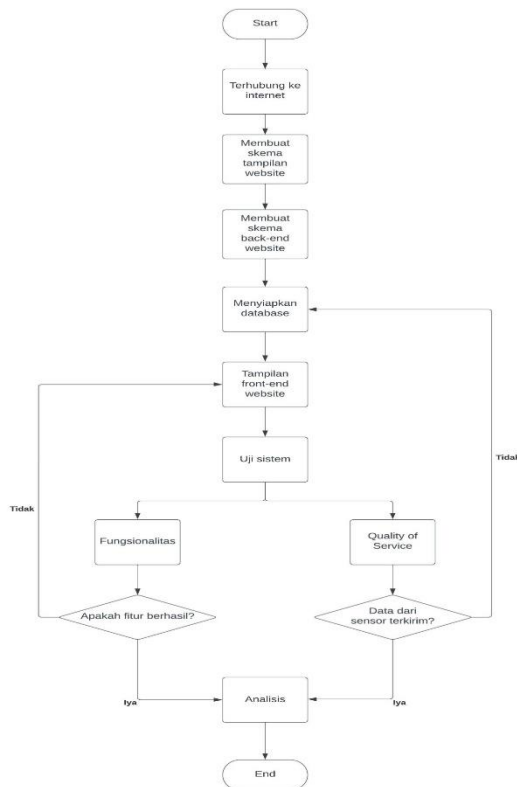 Start
Terhubung ke
internet
Membuat
skema
tampilan
website
Membuat
skema
back-end
website
Menyiapkan
database
Tampilan
front-end
website
Uji sistem
Tidak
Tidak
Fungsionalitas
Quality of
Service
Apakah fitur berhasil?
Data dari
sensor terkirim?
Iya
Analisis
Iya
End